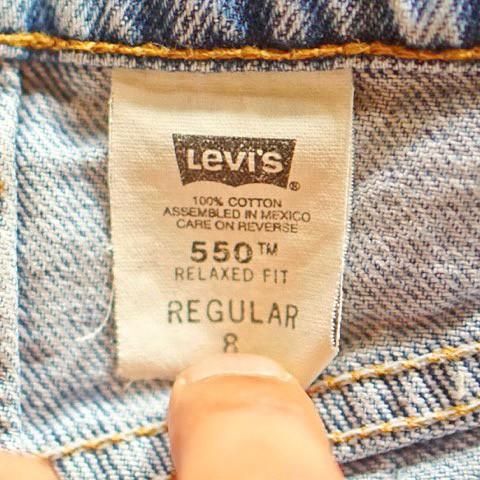 Levi's ®
100% COTTON
ASSEMBLED IN MEXICO
CARE ON REVERSE
550™
RELAXED FIT
REGULAR
8